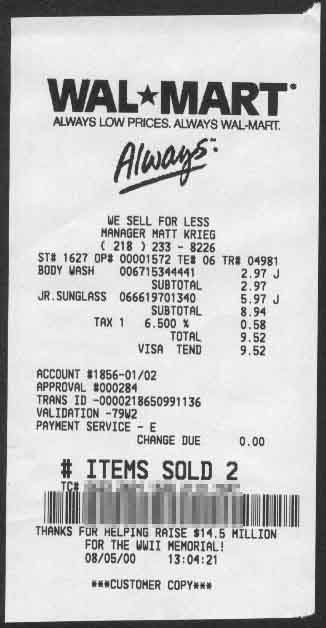 WAL★MART
ALWAYS LOW PRICES. ALWAYS WAL-MART.
Always.
WE SELL FOR LESS
MANAGER MATT KRIEG
( 218 ) 233 - 8226
ST# 1627 OP# 00001572 TE# 06 TR# 04981
BODY WASH 006715344441 2.97 J
SUBTOTAL 2.97
JR.SUNGLASS 066619701340 5.97 J
SUBTOTAL 8.94
TAX 1 6.500 % 0.58
TOTAL 9.52
VISA TEND 9.52
ACCOUNT #1856-01/02
APPROVAL #000284
TRANS ID -0000218650991136
VALIDATION -79W2
PAYMENT SERVICE - E
CHANGE DUE 0.00
# ITEMS SOLD 2
TC#
THANKS FOR HELPING RAISE $14.5 MILLION
FOR THE WWII MEMORIAL!
08/05/00 13:04:21
***CUSTOMER COPY***